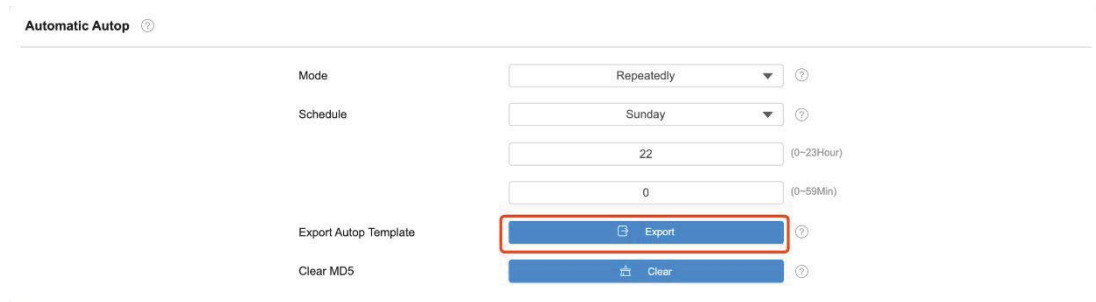 Automatic Autop ?
Mode Repeatedly ?
Schedule Sunday ?
22 (0~23Hour)
0 (0~59Min)
Export Autop Template Export ?
Clear MD5 Clear ?